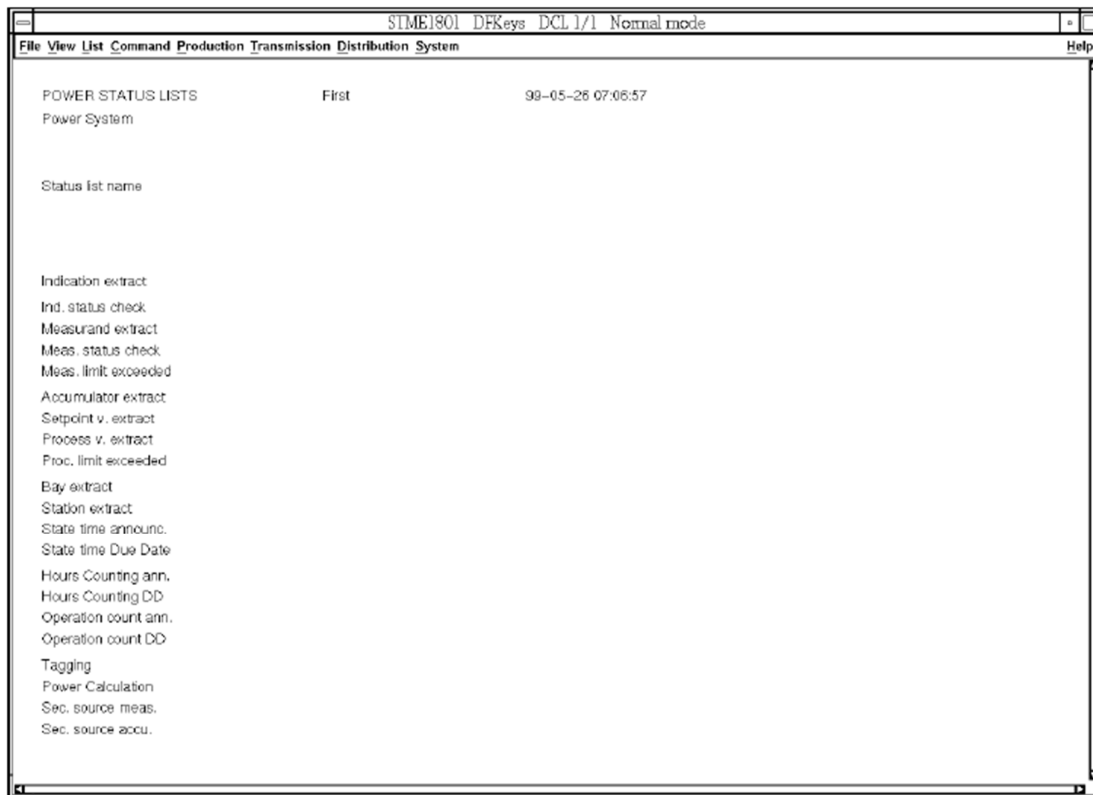 STME1801 DFKeys DCL 1/1 Normal mode
File View List Command Production Transmission Distribution System Help
POWER STATUS LISTS First 99-05-26 07:06:57
Power System
Status list name
Indication extract
Ind. status check
Measurand extract
Meas. status check
Meas. limit exceeded
Accumulator extract
Setpoint v. extract
Process v. extract
Proc. limit exceeded
Bay extract
Station extract
State time announc.
State time Due Date
Hours Counting ann.
Hours Counting DD
Operation count ann.
Operation count DD
Tagging
Power Calculation
Sec. source meas.
Sec. source accu.